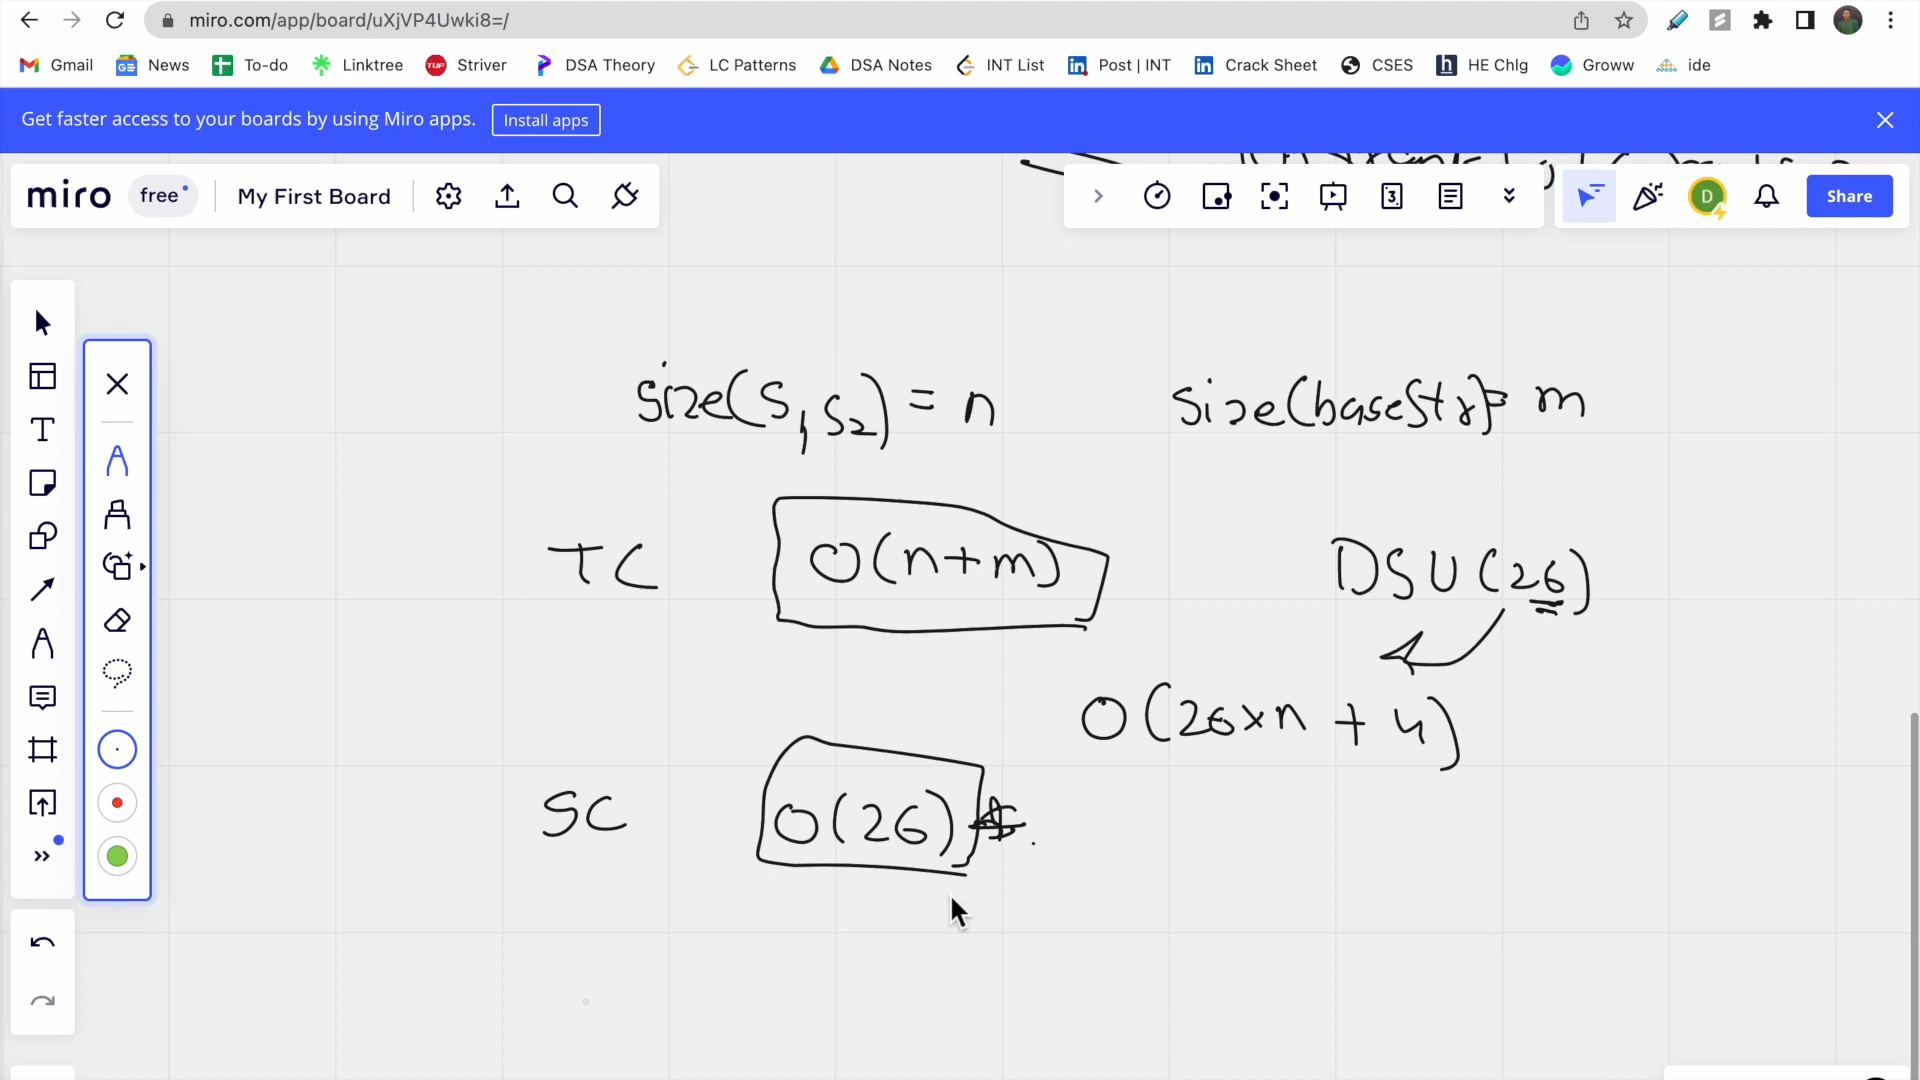 miro.com/app/board/uXjVP4Uwki8=/
Gmail News To-do Linktree TUF Striver DSA Theory LC Patterns DSA Notes INT List Post | INT Crack Sheet CSES HE Chlg Groww ide
Get faster access to your boards by using Miro apps. Install apps
miro free My First Board D Share
size(S1,S2) = n size(baseStr) = m
TC O(n+m) DSU(26)
O(26xn + 4)
SC O(26)